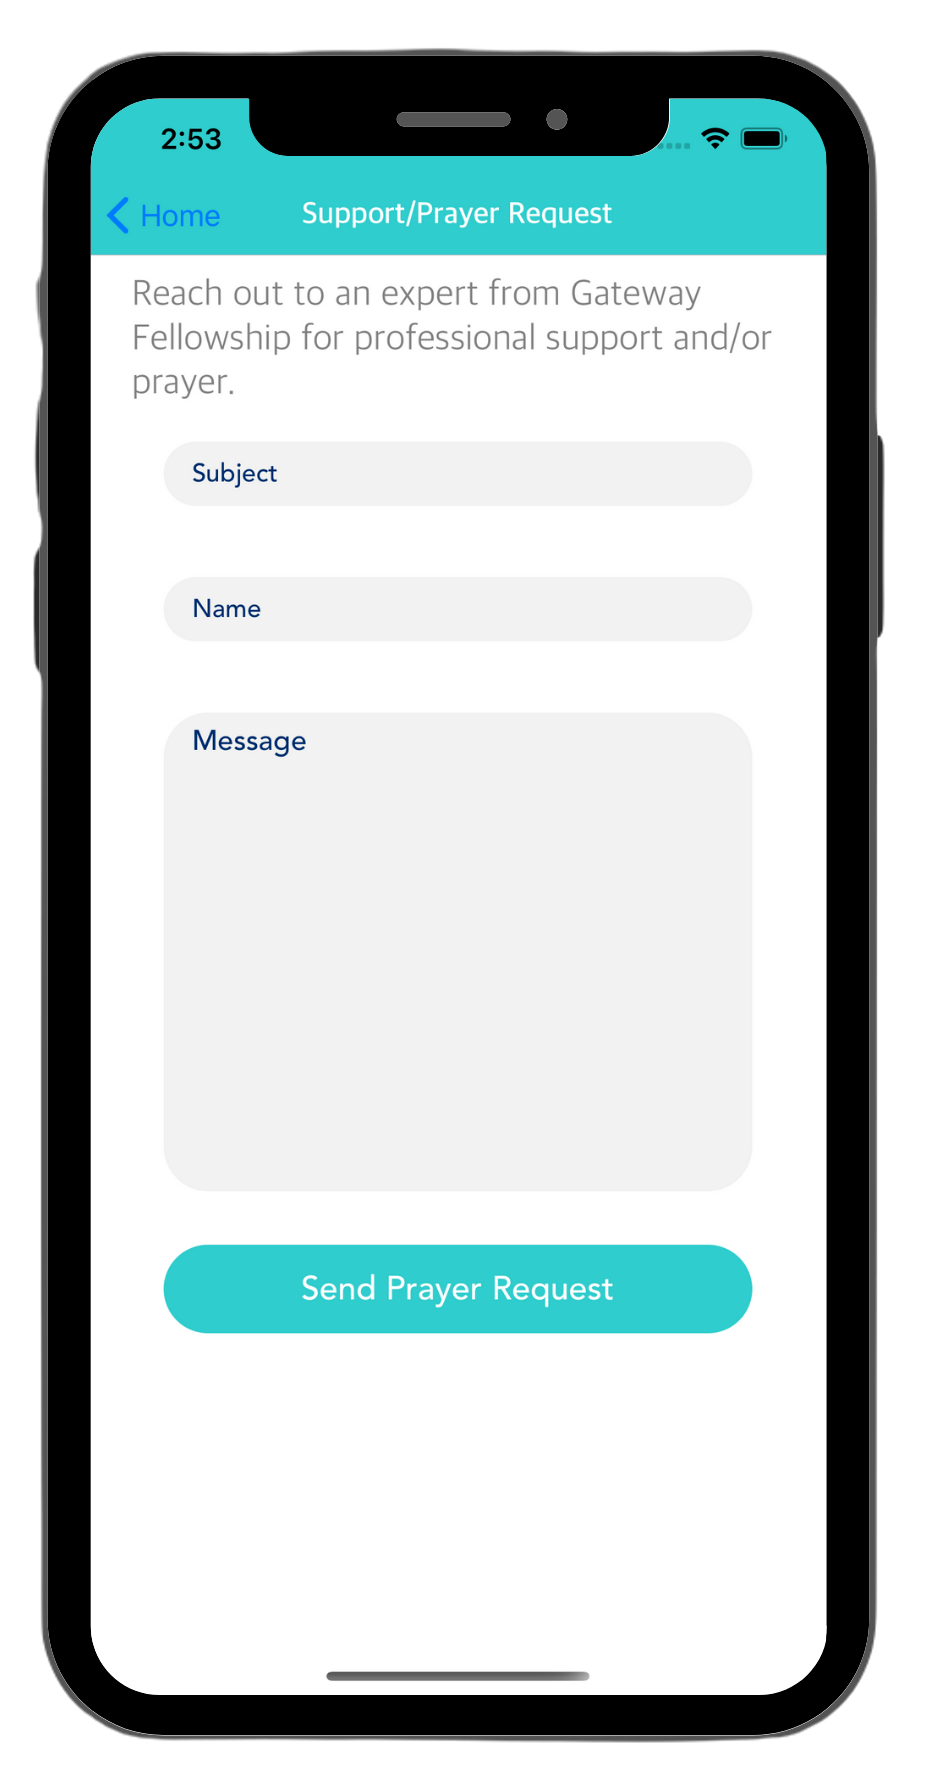 2:53
Home
Support/Prayer Request
Reach out to an expert from Gateway
Fellowship for professional support and/or
prayer.
Subject
Name
Message
Send Prayer Request